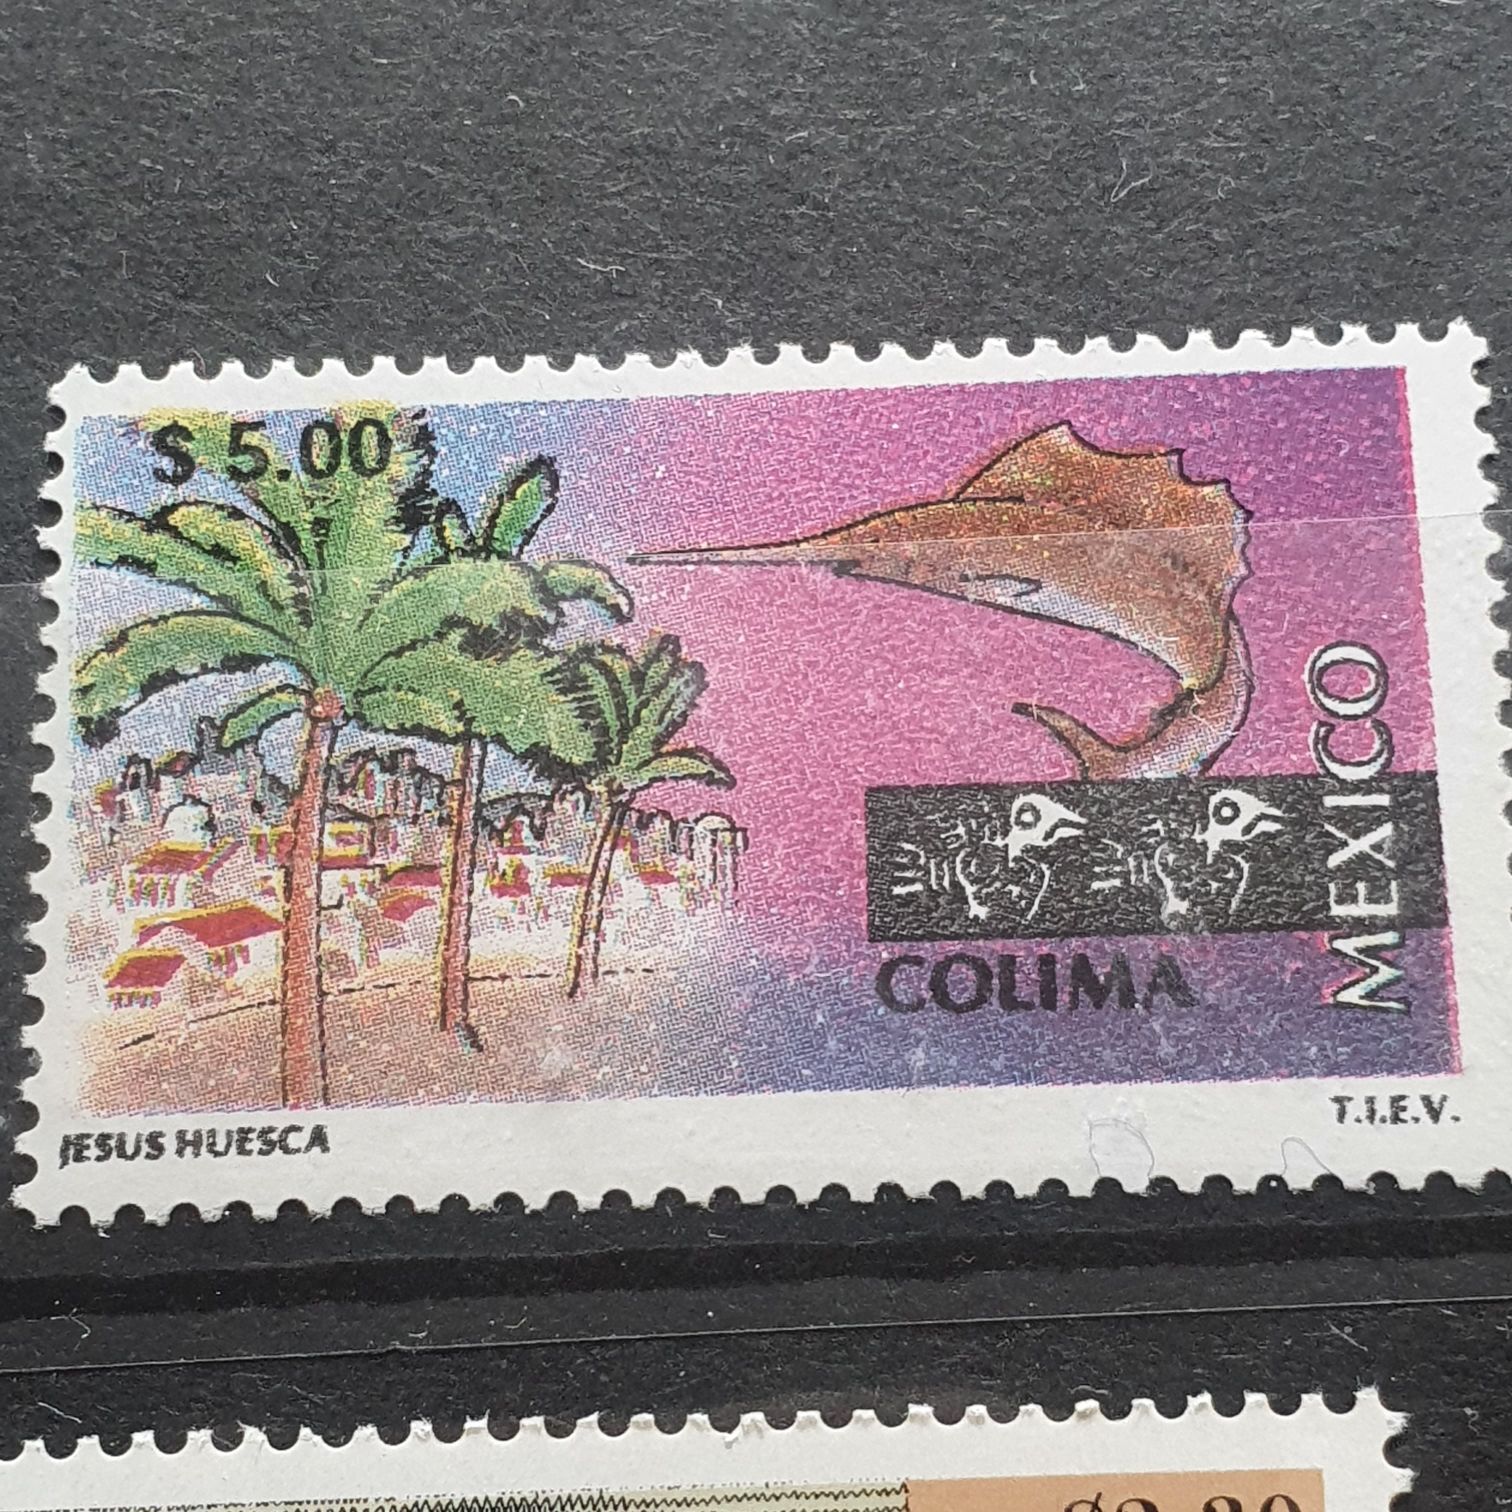 $ 5.00
MEXICO
COLIMA
JESUS HUESCA
T.I.E.V.